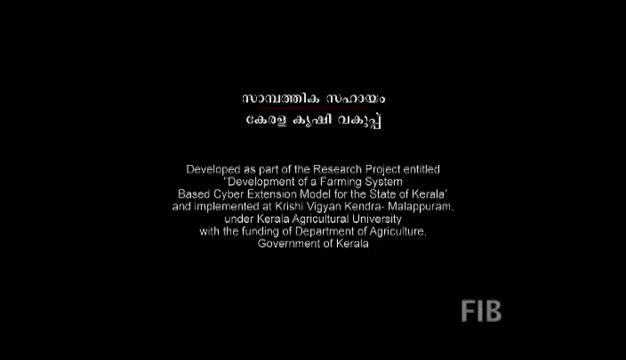 സാമ്പത്തിക സഹായം
കേരള കൃഷി വകുപ്പ്
Developed as part of the Research Project entitled
"Development of a Farming System
Based Cyber Extension Model for the State of Kerala"
and implemented at Krishi Vigyan Kendra- Malappuram,
under Kerala Agricultural University
with the funding of Department of Agriculture,
Government of Kerala
FIB